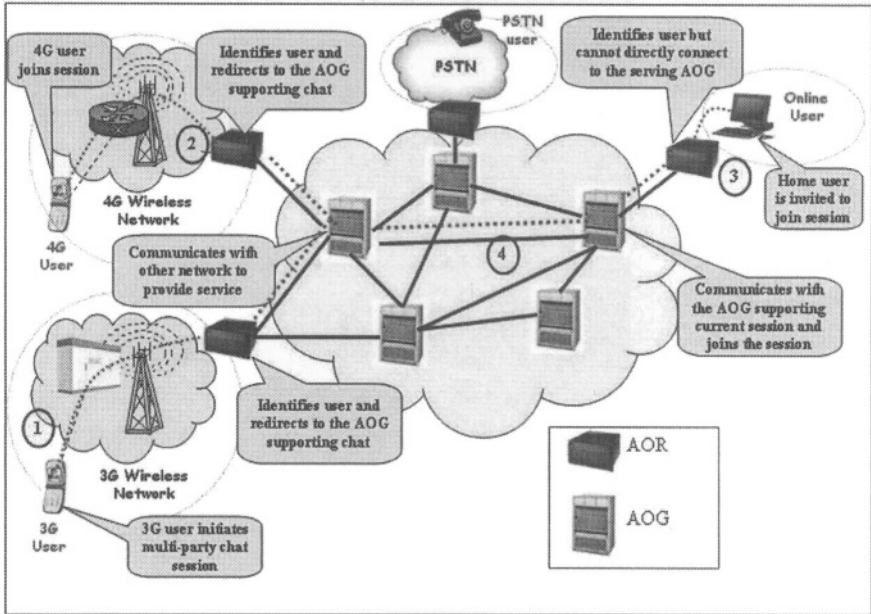 4G user
joins session
Identifies user and
redirects to the AOG
supporting chat
PSTN
user
PSTN
Identifies user but
cannot directly connect
to the serving AOG
Online
User
2
3
4G Wireless
Network
4G
User
Home user
is invited to
join session
Communicates with
other network to
provide service
4
Communicates with
the AOG supporting
current session and
joins the session
1
3G Wireless
Network
3G
User
Identifies user and
redirects to the AOG
supporting chat
3G user initiates
multi-party chat
session
AOR
AOG